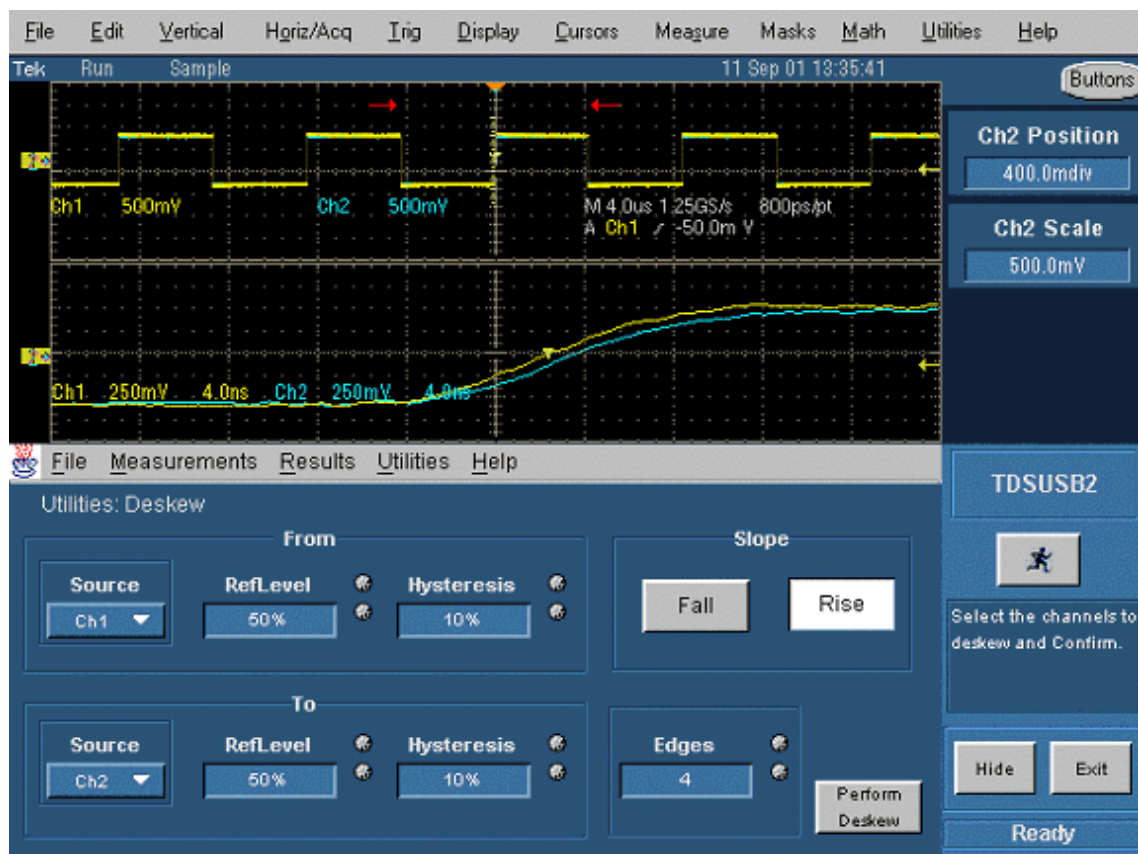 File Edit Vertical Horiz/Acq Trig Display Cursors Measure Masks Math Utilities Help
Tek Run Sample 11 Sep 01 13:35:41
Buttons
Ch2 Position
400.0mdiv
Ch2 Scale
500.0mV
Ch1 500mV Ch2 500mV M 4.0us 1.25GS/s 800ps/pt
A Ch1 / -50.0m V
Ch1 250mV 4.0ns Ch2 250mV 4.0ns
File Measurements Results Utilities Help
TDSUSB2
Utilities: Deskew
From
Source RefLevel Hysteresis
Ch1 50% 10%
Slope
Fall Rise
Select the channels to
deskew and Confirm.
To
Source RefLevel Hysteresis
Ch2 50% 10%
Edges
4
Perform
Deskew
Hide Exit
Ready